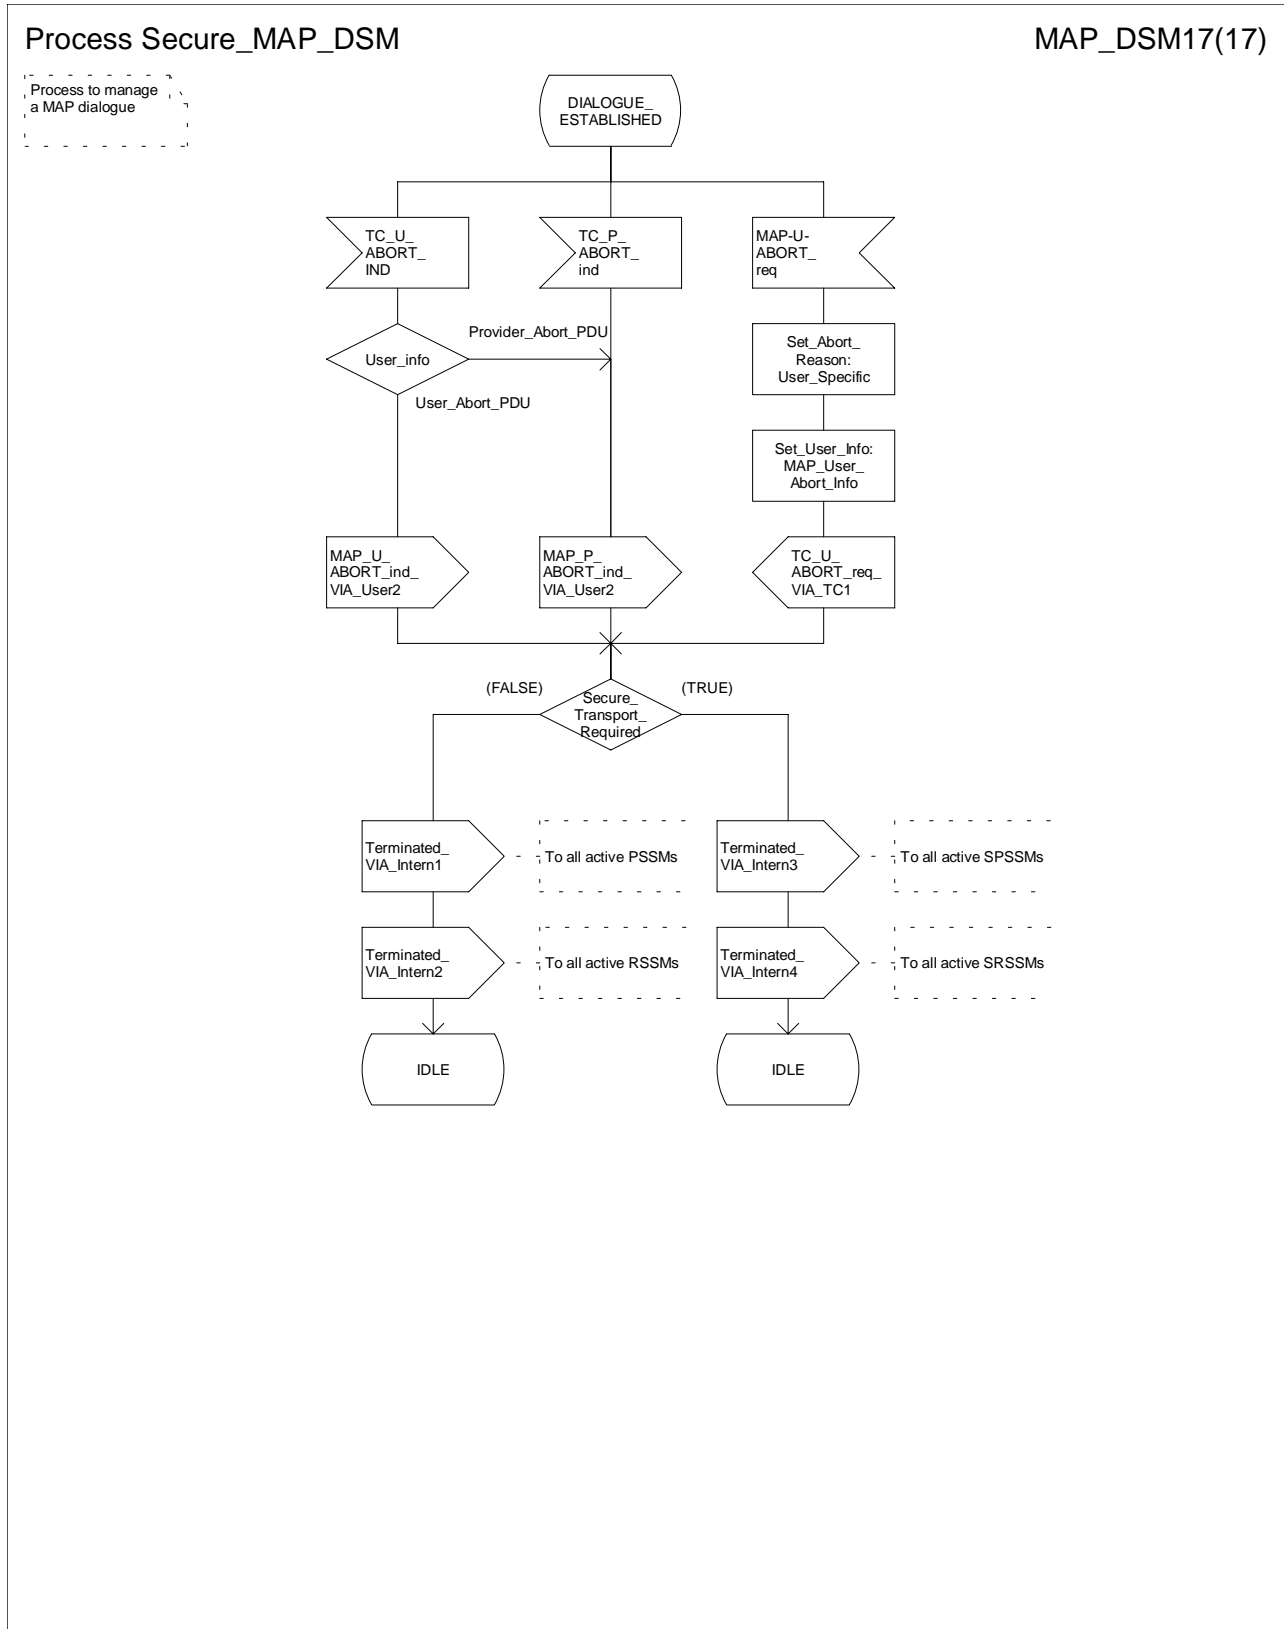 Process Secure_MAP_DSM
MAP_DSM17(17)
Process to manage
a MAP dialogue
DIALOGUE_
ESTABLISHED
TC_U_
ABORT_
IND
TC_P_
ABORT_
ind
MAP-U-
ABORT_
req
Provider_Abort_PDU
User_info
User_Abort_PDU
Set_Abort_
Reason:
User_Specific
Set_User_Info:
MAP_User_
Abort_Info
MAP_U_
ABORT_ind_
VIA_User2
MAP_P_
ABORT_ind_
VIA_User2
TC_U_
ABORT_req_
VIA_TC1
(FALSE)
(TRUE)
Secure_
Transport_
Required
Terminated_
VIA_Intern1
To all active PSSMs
Terminated_
VIA_Intern3
To all active SPSSMs
Terminated_
VIA_Intern2
To all active RSSMs
Terminated_
VIA_Intern4
To all active SRSSMs
IDLE
IDLE